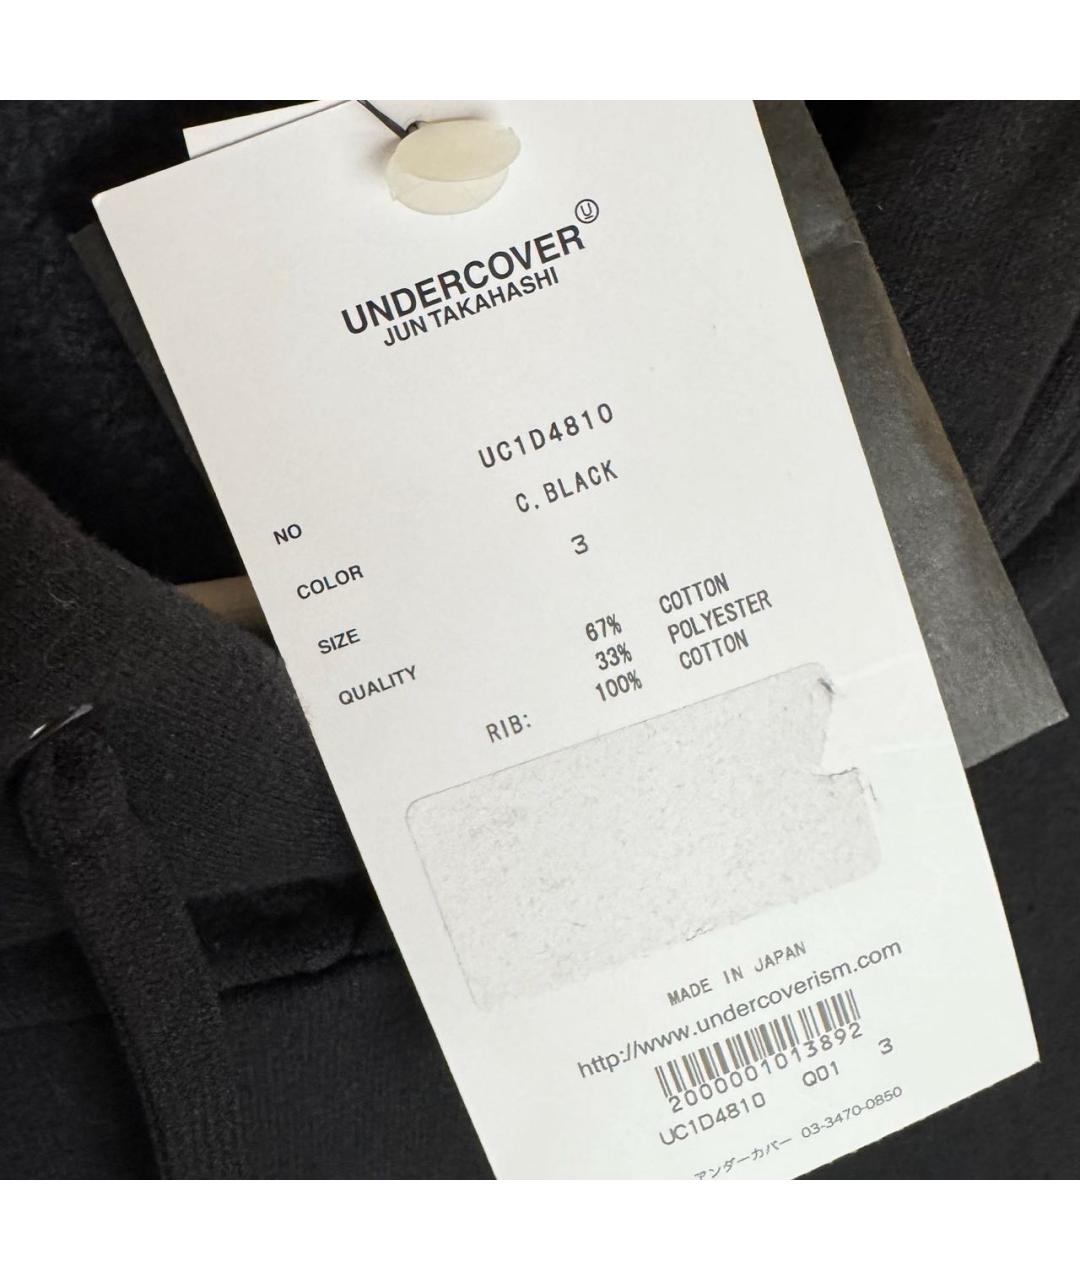 UNDERCOVER Ⓤ
JUN TAKAHASHI
NO UC1D4810
COLOR C.BLACK
SIZE 3
QUALITY 67% COTTON
33% POLYESTER
RIB: 100% COTTON
MADE IN JAPAN
http://www.undercoverism.com
2000001013892
UC1D4810 Q01 3
アンダーカバー 03-3470-0850